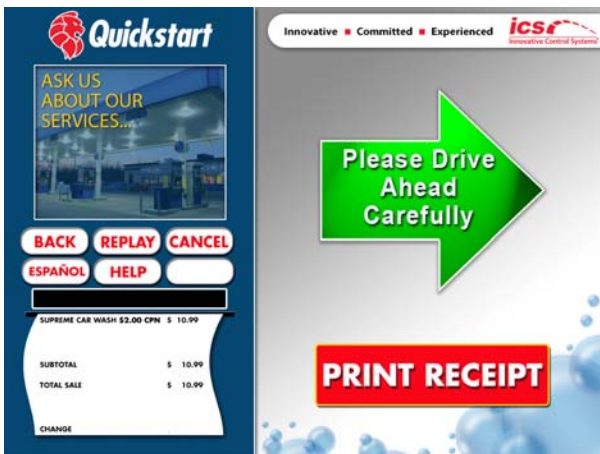 Quickstart
ASK US
ABOUT OUR
SERVICES...
BACK
REPLAY
CANCEL
ESPAÑOL
HELP
SUPREME CAR WASH $2.00 CPN $ 10.99
SUBTOTAL $ 10.99
TOTAL SALE $ 10.99
CHANGE
Innovative ■ Committed ■ Experienced
ics
Innovative Control Systems
Please Drive
Ahead
Carefully
PRINT RECEIPT